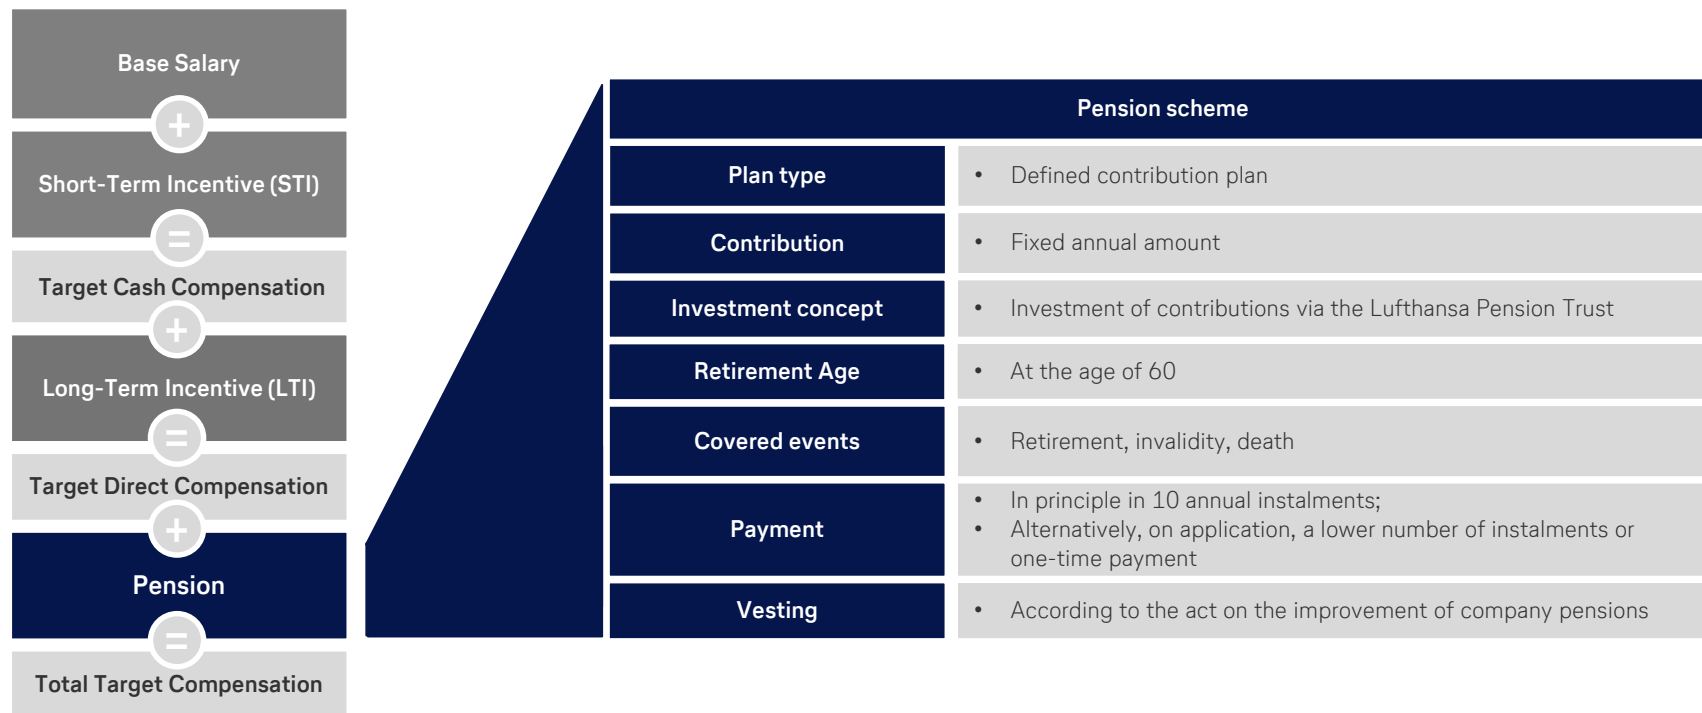 Base Salary
+
Short-Term Incentive (STI)
=
Target Cash Compensation
+
Long-Term Incentive (LTI)
=
Target Direct Compensation
+
Pension
=
Total Target Compensation
Pension scheme
Plan type
• Defined contribution plan
Contribution
• Fixed annual amount
Investment concept
• Investment of contributions via the Lufthansa Pension Trust
Retirement Age
• At the age of 60
Covered events
• Retirement, invalidity, death
Payment
• In principle in 10 annual instalments;
• Alternatively, on application, a lower number of instalments or
one-time payment
Vesting
• According to the act on the improvement of company pensions